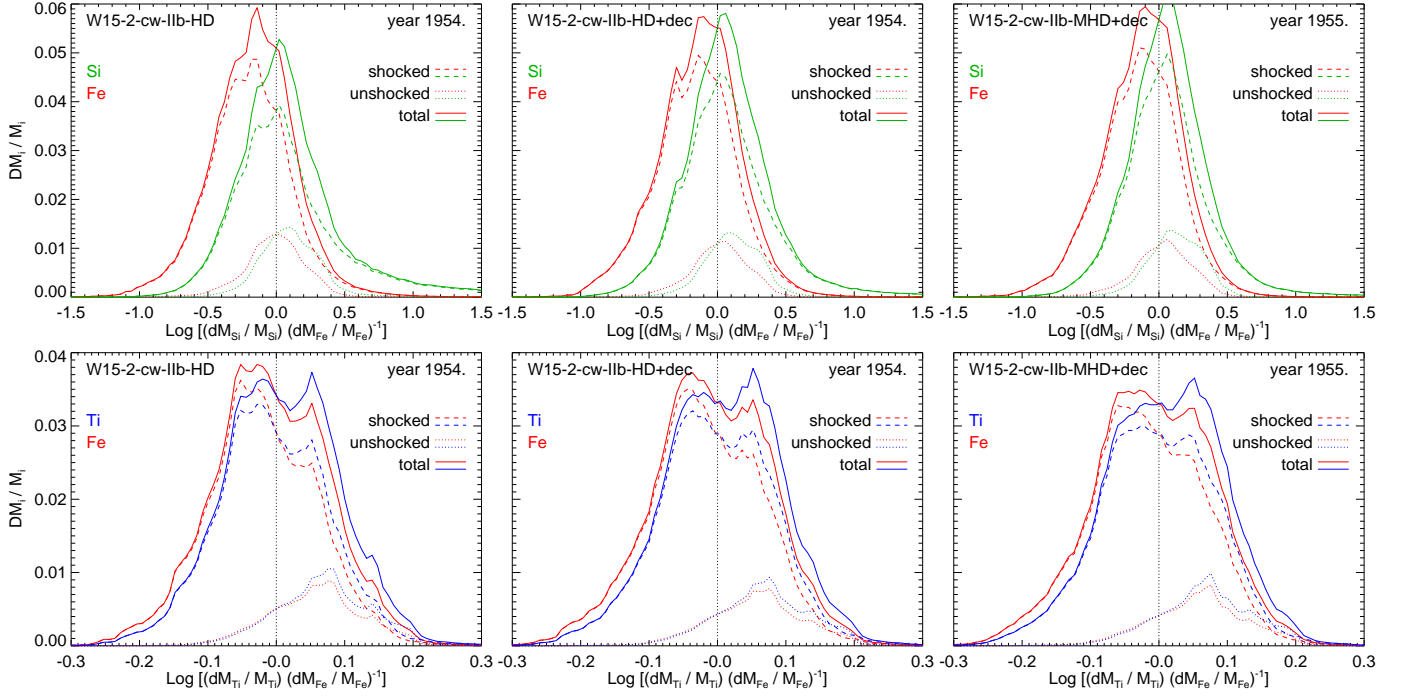 W15-2-cw-IIb-HD year 1954.
Si shocked
Fe unshocked
total
DM_i / M_i
0.06
0.05
0.04
0.03
0.02
0.01
0.00
-1.5 -1.0 -0.5 -0.0 0.5 1.0 1.5
Log [(dM_Si / M_Si) (dM_Fe / M_Fe)^-1]
W15-2-cw-IIb-HD+dec year 1954.
Si shocked
Fe unshocked
total
-1.5 -1.0 -0.5 -0.0 0.5 1.0 1.5
Log [(dM_Si / M_Si) (dM_Fe / M_Fe)^-1]
W15-2-cw-IIb-MHD+dec year 1955.
Si shocked
Fe unshocked
total
-1.5 -1.0 -0.5 -0.0 0.5 1.0 1.5
Log [(dM_Si / M_Si) (dM_Fe / M_Fe)^-1]
W15-2-cw-IIb-HD year 1954.
Ti shocked
Fe unshocked
total
DM_i / M_i
0.04
0.03
0.02
0.01
0.00
-0.3 -0.2 -0.1 -0.0 0.1 0.2 0.3
Log [(dM_Ti / M_Ti) (dM_Fe / M_Fe)^-1]
W15-2-cw-IIb-HD+dec year 1954.
Ti shocked
Fe unshocked
total
-0.3 -0.2 -0.1 -0.0 0.1 0.2 0.3
Log [(dM_Ti / M_Ti) (dM_Fe / M_Fe)^-1]
W15-2-cw-IIb-MHD+dec year 1955.
Ti shocked
Fe unshocked
total
-0.3 -0.2 -0.1 -0.0 0.1 0.2 0.3
Log [(dM_Ti / M_Ti) (dM_Fe / M_Fe)^-1]